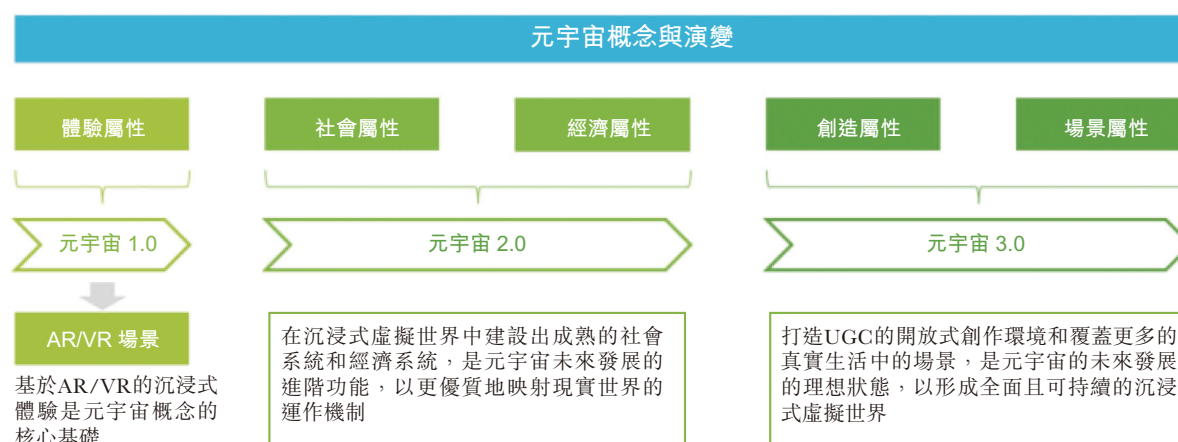 元宇宙概念與演變
體驗屬性
社會屬性
經濟屬性
創造屬性
場景屬性
元宇宙 1.0
元宇宙 2.0
元宇宙 3.0
AR/VR 場景
基於AR/VR的沉浸式
體驗是元宇宙概念的
核心基礎
在沉浸式虛擬世界中建設出成熟的社會
系統和經濟系統，是元宇宙未來發展的
進階功能，以更優質地映射現實世界的
運作機制
打造UGC的開放式創作環境和覆蓋更多的
真實生活中的場景，是元宇宙的未來發展
的理想狀態，以形成全面且可持續的沉浸
式虛擬世界